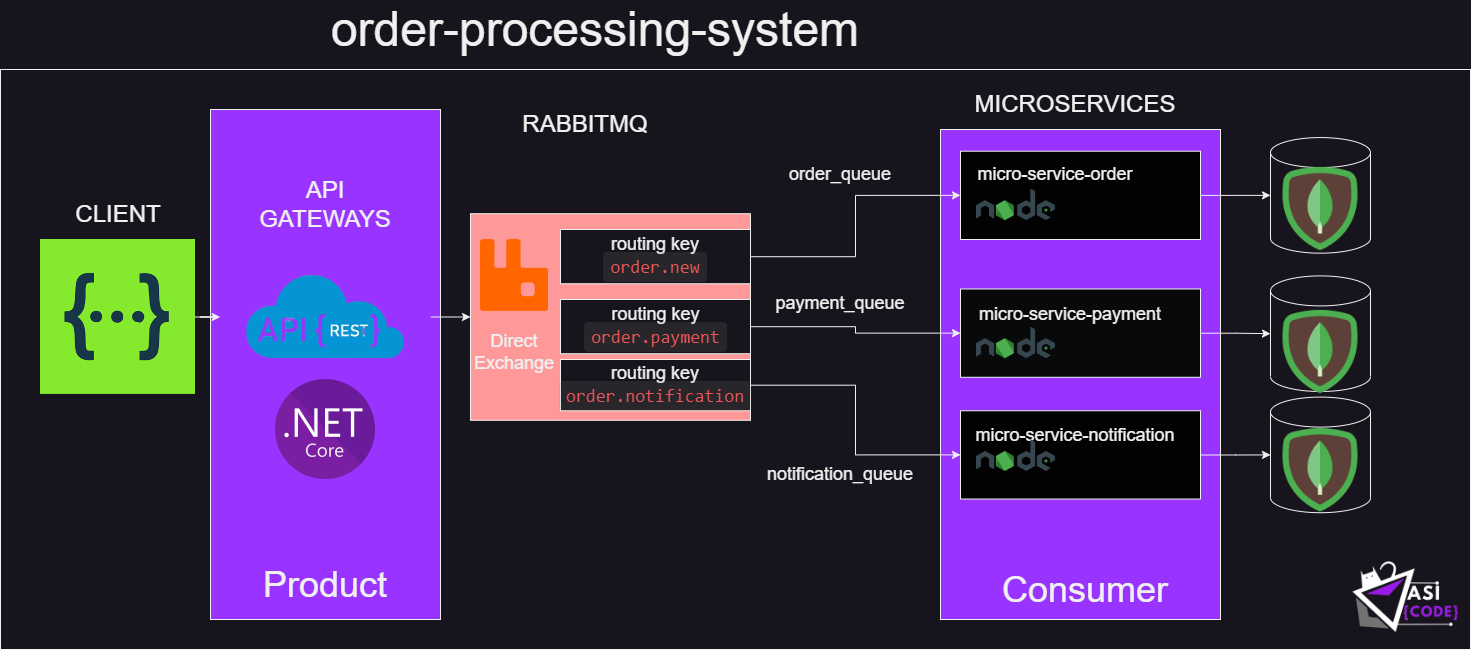 order-processing-system
CLIENT
API
GATEWAYS
API {REST}
.NET
Core
Product
RABBITMQ
Direct
Exchange
routing key
order.new
routing key
order.payment
routing key
order.notification
order_queue
payment_queue
notification_queue
MICROSERVICES
micro-service-order
node
micro-service-payment
node
micro-service-notification
node
Consumer
ASI
{CODE}